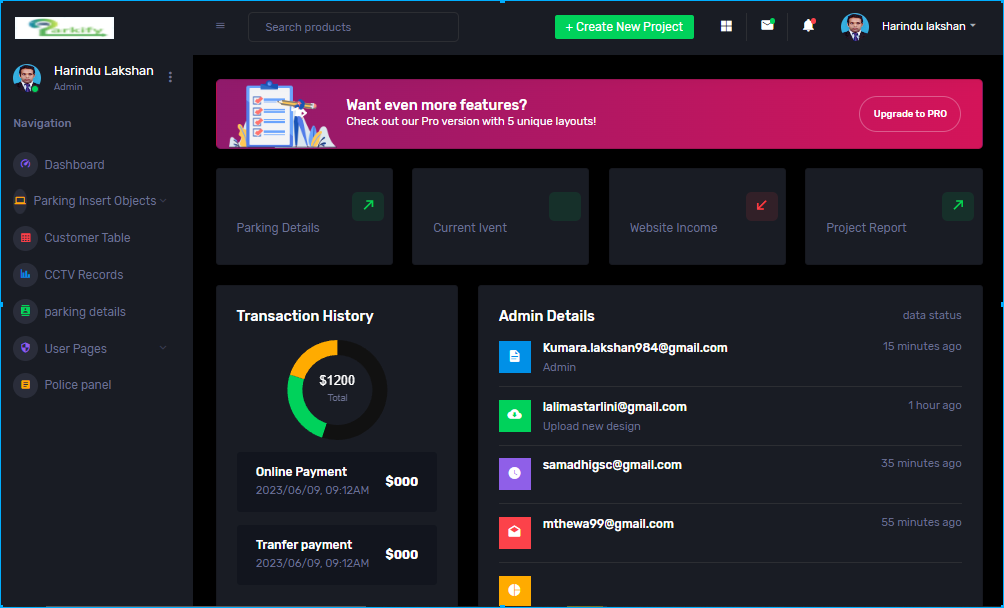 Parkify
Search products
+ Create New Project
Harindu lakshan
Harindu Lakshan
Admin
Navigation
Dashboard
Parking Insert Objects
Customer Table
CCTV Records
parking details
User Pages
Police panel
Want even more features?
Check out our Pro version with 5 unique layouts!
Upgrade to PRO
Parking Details
Current Ivent
Website Income
Project Report
Transaction History
$1200
Total
Online Payment
2023/06/09, 09:12AM
$000
Tranfer payment
2023/06/09, 09:12AM
$000
Admin Details
data status
Kumara.lakshan984@gmail.com
15 minutes ago
Admin
lalimastarlini@gmail.com
1 hour ago
Upload new design
samadhigsc@gmail.com
35 minutes ago
mthewa99@gmail.com
55 minutes ago